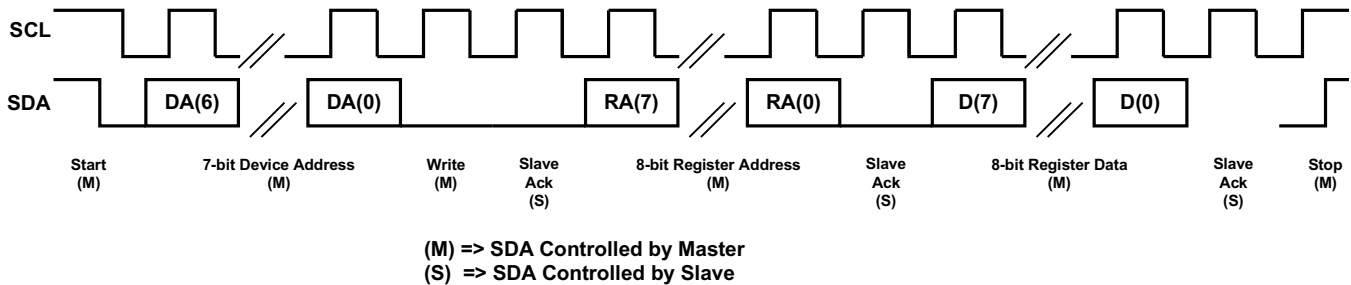 SCL
SDA
DA(6)
DA(0)
RA(7)
RA(0)
D(7)
D(0)
Start
(M)
7-bit Device Address
(M)
Write
(M)
Slave
Ack
(S)
8-bit Register Address
(M)
Slave
Ack
(S)
8-bit Register Data
(M)
Slave
Ack
(S)
Stop
(M)
(M) => SDA Controlled by Master
(S) => SDA Controlled by Slave